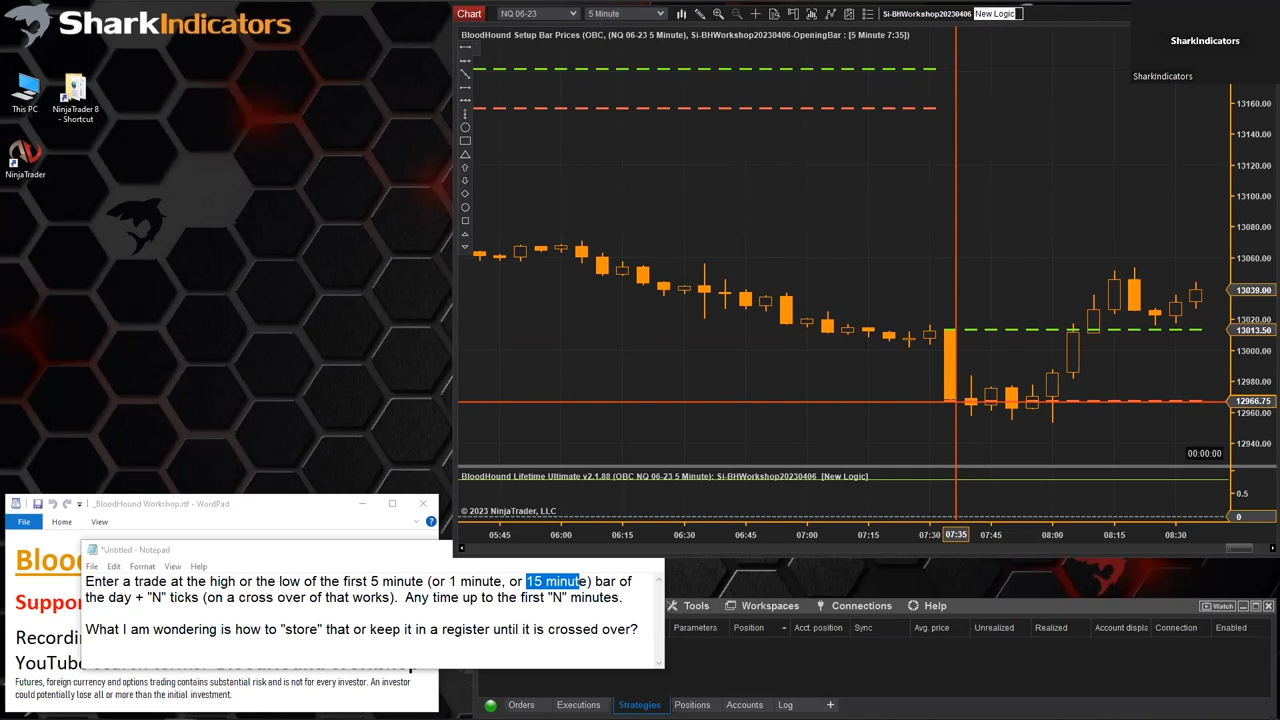 SharkIndicators
This PC
NinjaTrader 8
- Shortcut
NinjaTrader
Chart
NQ 06-23
5 Minute
Si-BHWorkshop20230406
New Logic
SharkIndicators
SharkIndicators
BloodHound Setup Bar Prices (OBC, (NQ 06-23 5 Minute), Si-BHWorkshop20230406-OpeningBar : [5 Minute 7:35])
13160.00
13140.00
13120.00
13100.00
13080.00
13060.00
13039.00
13020.00
13013.50
13000.00
12980.00
12966.75
12960.00
12940.00
00:00:00
BloodHound Lifetime Ultimate v2.1.88 (OBC NQ 06-23 5 Minute): Si-BHWorkshop20230406 [New Logic]
0.5
© 2023 NinjaTrader, LLC
0
05:45
06:00
06:15
06:30
06:45
07:00
07:15
07:30
07:35
07:45
08:00
08:15
08:30
_BloodHound Workshop.rtf - WordPad
File
Home
View
Bloo
Suppor
Recordin
YouTube
Futures, foreign currency and options trading contains substantial risk and is not for every investor. An investor
could potentially lose all or more than the initial investment.
*Untitled - Notepad
File
Edit
Format
View
Help
Enter a trade at the high or the low of the first 5 minute (or 1 minute, or 15 minute) bar of
the day + "N" ticks (on a cross over of that works).  Any time up to the first "N" minutes.
What I am wondering is how to "store" that or keep it in a register until it is crossed over?
Tools
Workspaces
Connections
Help
Watch
Parameters
Position
Acct. position
Sync
Avg. price
Unrealized
Realized
Account displa
Connection
Enabled
Orders
Executions
Strategies
Positions
Accounts
Log
+